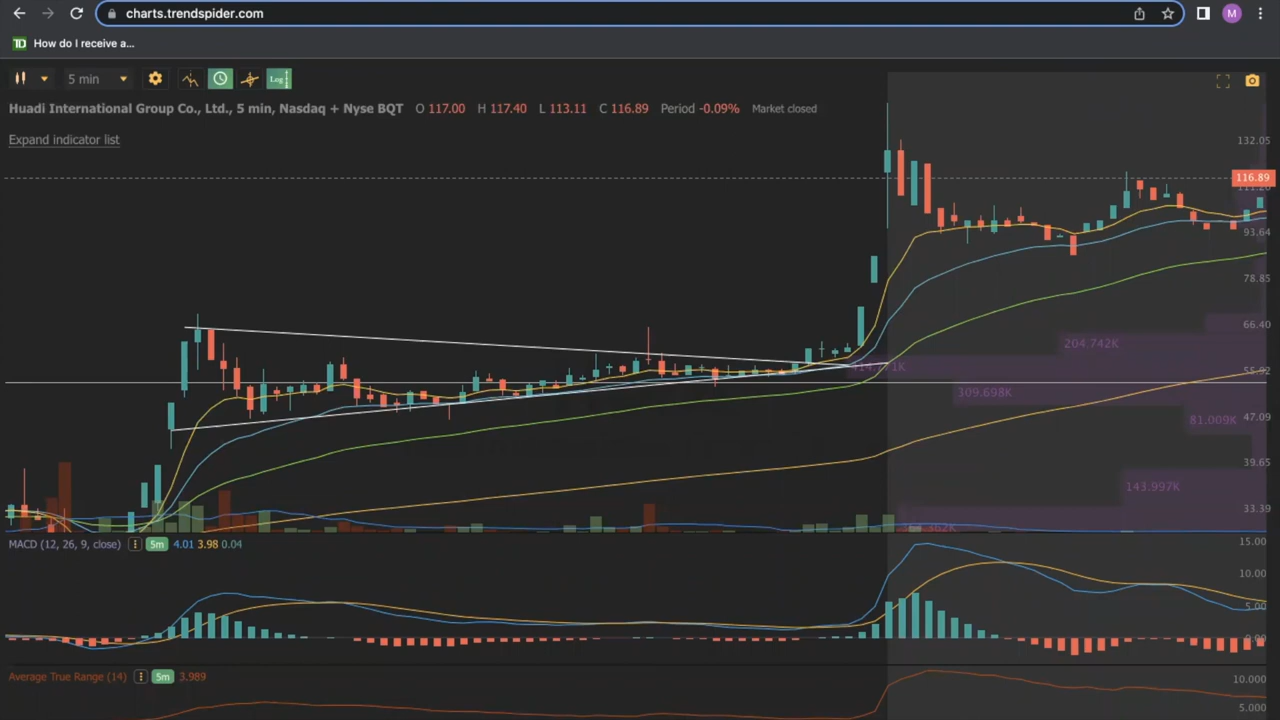 charts.trendspider.com
M
TD How do I receive a...
5 min
Log
Huadi International Group Co., Ltd., 5 min, Nasdaq + Nyse BQT O 117.00 H 117.40 L 113.11 C 116.89 Period -0.09% Market closed
Expand indicator list
132.05
116.89
93.64
78.85
66.40
204.742K
55.92
309.698K
47.09
81.009K
39.65
143.997K
33.39
MACD (12, 26, 9, close) 5m 4.01 3.98 0.04
15.00
10.00
5.00
0.00
Average True Range (14) 5m 3.989
10.000
5.000